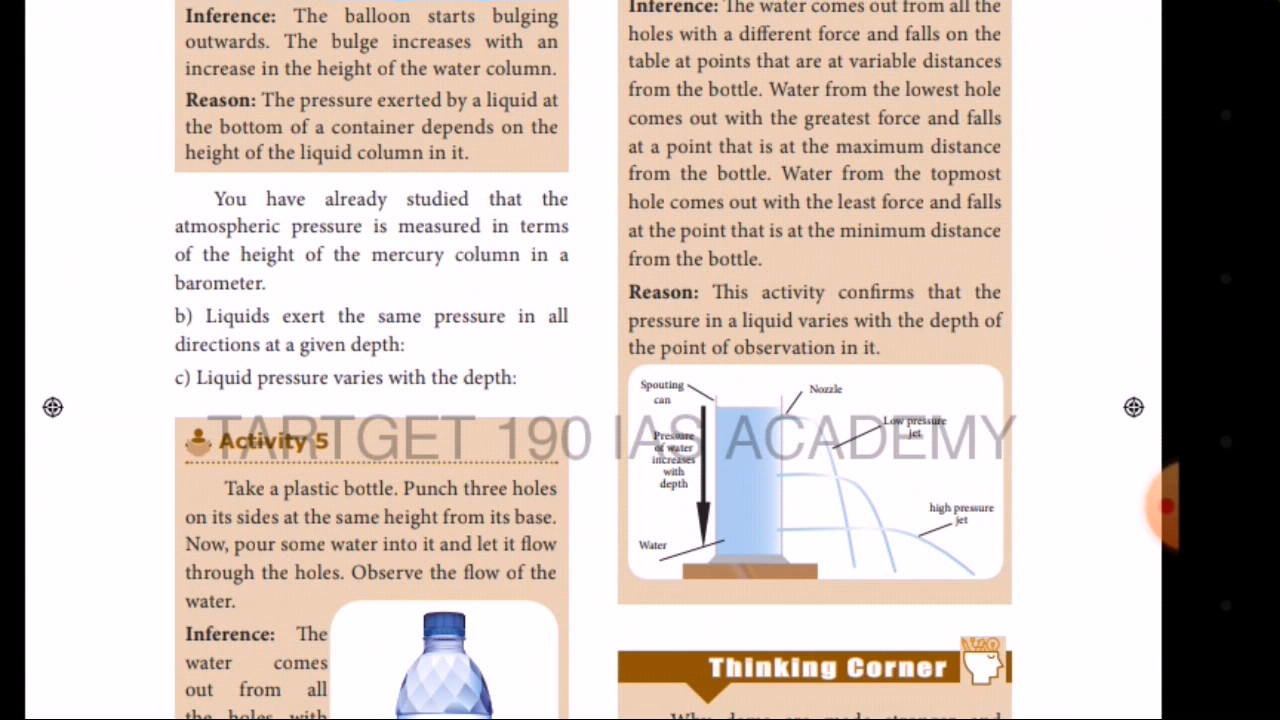 Inference: The balloon starts bulging
outwards. The bulge increases with an
increase in the height of the water column.
Reason: The pressure exerted by a liquid at
the bottom of a container depends on the
height of the liquid column in it.
You have already studied that the
atmospheric pressure is measured in terms
of the height of the mercury column in a
barometer.
b) Liquids exert the same pressure in all
directions at a given depth:
c) Liquid pressure varies with the depth:
Activity 5
Take a plastic bottle. Punch three holes
on its sides at the same height from its base.
Now, pour some water into it and let it flow
through the holes. Observe the flow of the
water.
Inference: The
water comes
out from all
the holes with
Inference: The water comes out from all the
holes with a different force and falls on the
table at points that are at variable distances
from the bottle. Water from the lowest hole
comes out with the greatest force and falls
at a point that is at the maximum distance
from the bottle. Water from the topmost
hole comes out with the least force and falls
at the point that is at the minimum distance
from the bottle.
Reason: This activity confirms that the
pressure in a liquid varies with the depth of
the point of observation in it.
Spouting
can
Nozzle
Low pressure
jet
Pressure
of water
increases
with
depth
high pressure
jet
Water
TARTGET 190 IAS ACADEMY
Thinking Corner
Why dams are made stronger and